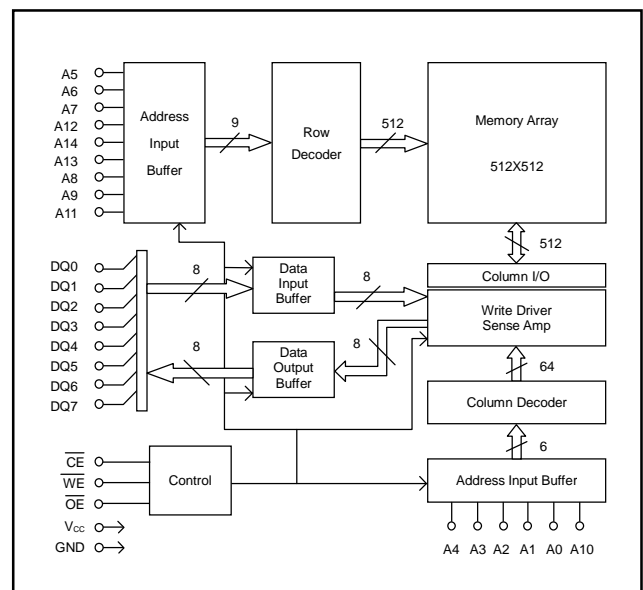 A5
A6
A7
A12
A14
A13
A8
A9
A11
Address
Input
Buffer
9
Row
Decoder
512
Memory Array
512X512
512
DQ0
DQ1
DQ2
DQ3
DQ4
DQ5
DQ6
DQ7
8
Data
Input
Buffer
8
Column I/O
Write Driver
Sense Amp
8
Data
Output
Buffer
8
64
Column Decoder
6
CE
WE
OE
VCC
GND
Control
Address Input Buffer
A4 A3 A2 A1 A0 A10